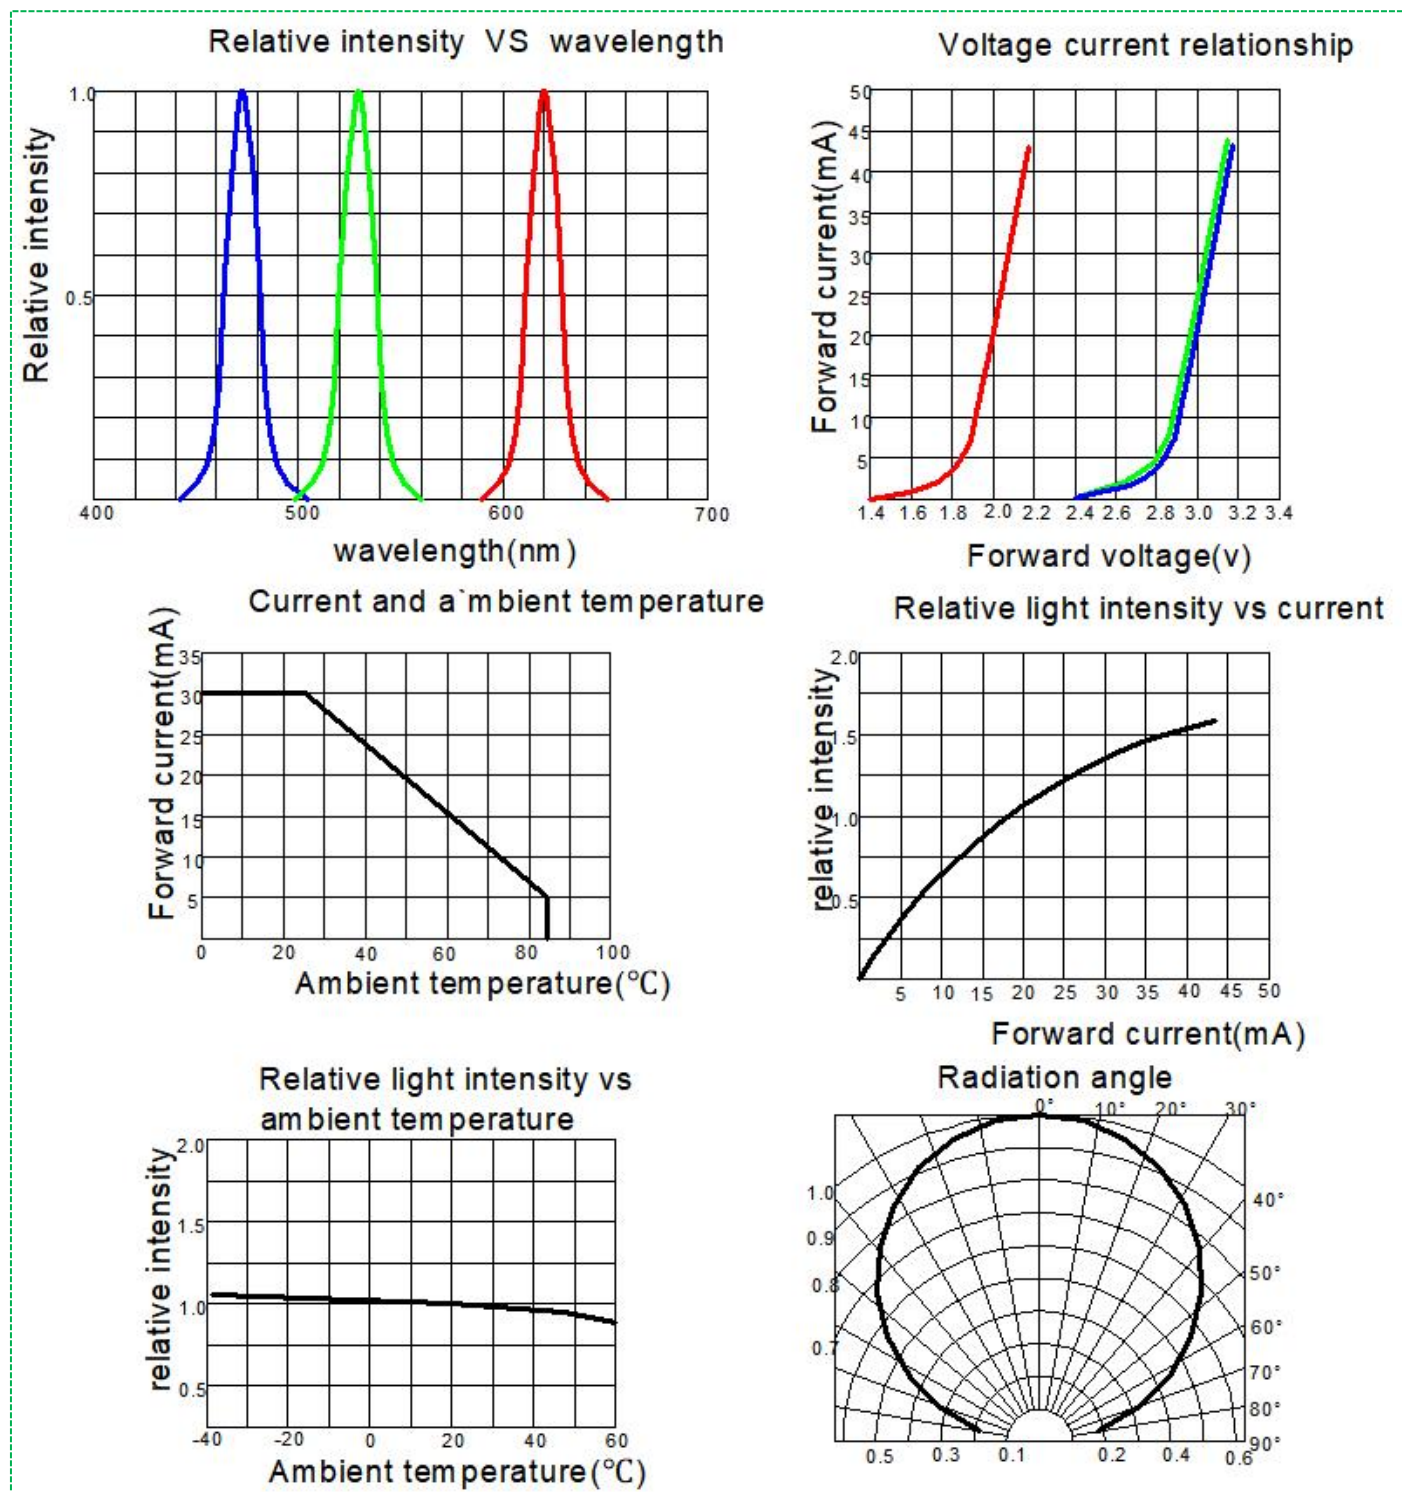 Relative intensity VS wavelength
1.0
0.5
Relative intensity
400 500 600 700
wavelength(nm)
Voltage current relationship
50
45
40
35
30
25
20
15
10
5
Forward current(mA)
1.4 1.6 1.8 2.0 2.2 2.4 2.6 2.8 3.0 3.2 3.4
Forward voltage(v)
Current and a`mbient temperature
35
30
25
20
15
10
5
Forward current(mA)
0 20 40 60 80 100
Ambient temperature(℃)
Relative light intensity vs current
2.0
1.5
1.0
0.5
relative intensity
5 10 15 20 25 30 35 40 45 50
Forward current(mA)
Relative light intensity vs
ambient temperature
2.0
1.5
1.0
0.5
relative intensity
-40 -20 0 20 40 60
Ambient temperature(℃)
Radiation angle
0° 10° 20° 30°
1.0 40°
0.9
0.8 50°
60°
0.7
70°
80°
90°
0.5 0.3 0.1 0.2 0.4 0.6